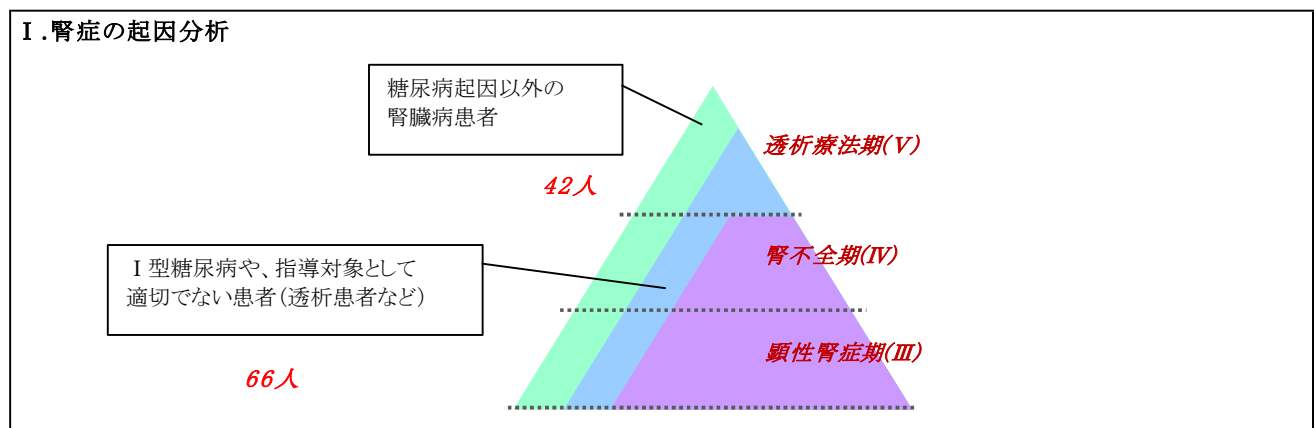 Ⅰ.腎症の起因分析
糖尿病起因以外の
腎臓病患者
透析療法期(Ⅴ)
42人
腎不全期(Ⅳ)
Ⅰ型糖尿病や、指導対象として
適切でない患者(透析患者など)
顕性腎症期(Ⅲ)
66人